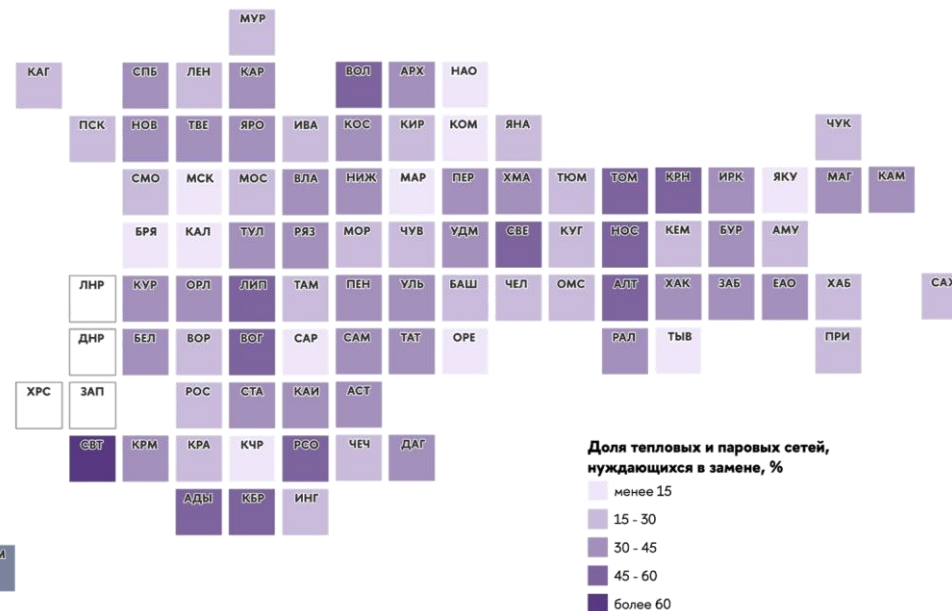 МУР
КАГ СПБ ЛЕН КАР ВОЛ АРХ НАО
ПСК НОВ ТВЕ ЯРО ИВА КОС КИР КОМ ЯНА ЧУК
СМО МСК МОС ВЛА НИЖ МАР ПЕР ХМА ТЮМ ТОМ КРН ИРК ЯКУ МАГ КАМ
БРЯ КАЛ ТУЛ РЯЗ МОР ЧУВ УДМ СВЕ КУГ НОС КЕМ БУР АМУ
ЛНР КУР ОРЛ ЛИП ТАМ ПЕН УЛЬ БАШ ЧЕЛ ОМС АЛТ ХАК ЗАБ ЕАО ХАБ САХ
ДНР БЕЛ ВОР ВОГ САР САМ ТАТ ОРЕ РАЛ ТЫВ ПРИ
ХРС ЗАП РОС СТА КАИ АСТ
СВТ КРМ КРА КЧР РСО ЧЕЧ ДАГ
АДЫ КБР ИНГ
Доля тепловых и паровых сетей,
нуждающихся в замене, %
менее 15
15 - 30
30 - 45
45 - 60
более 60